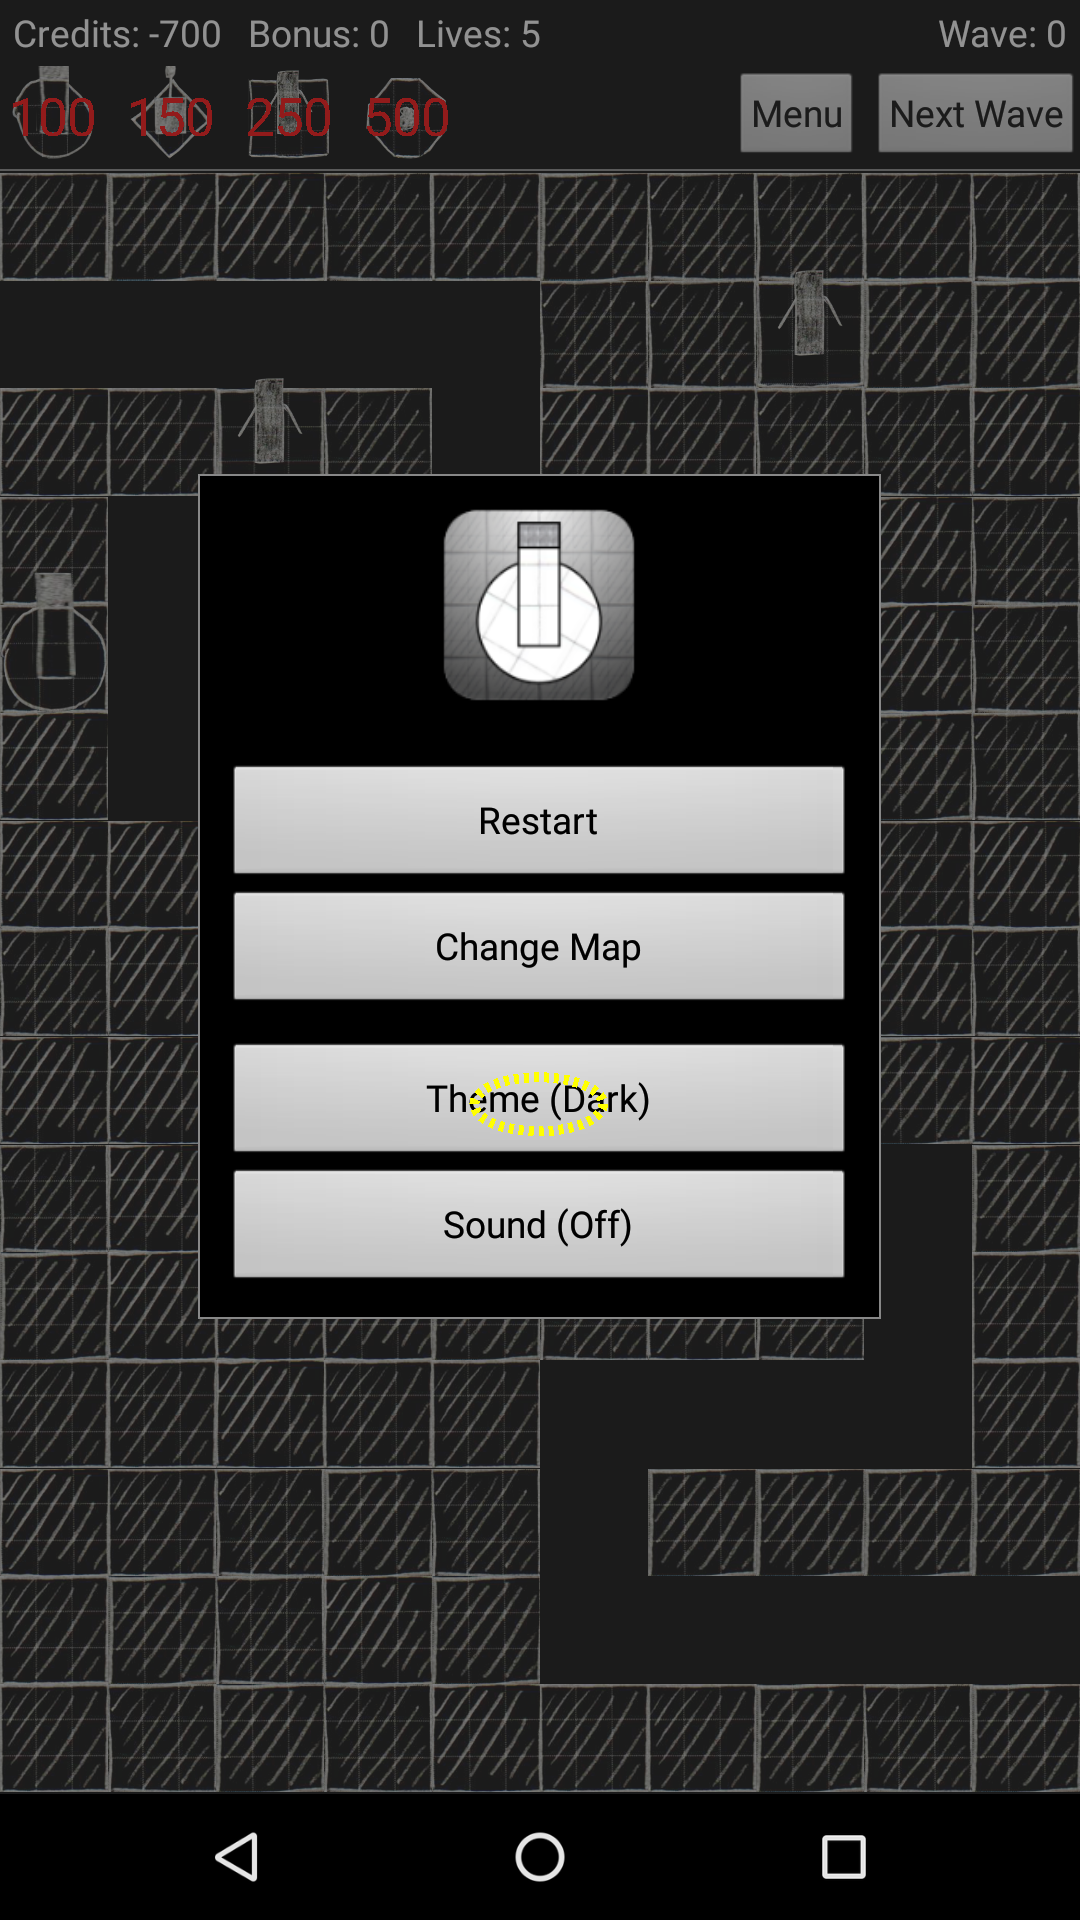 Credits: -700 Bonus: 0 Lives: 5 Wave: 0
100 150 250 500 Menu Next Wave
Restart
Change Map
Theme (Dark)
Sound (Off)